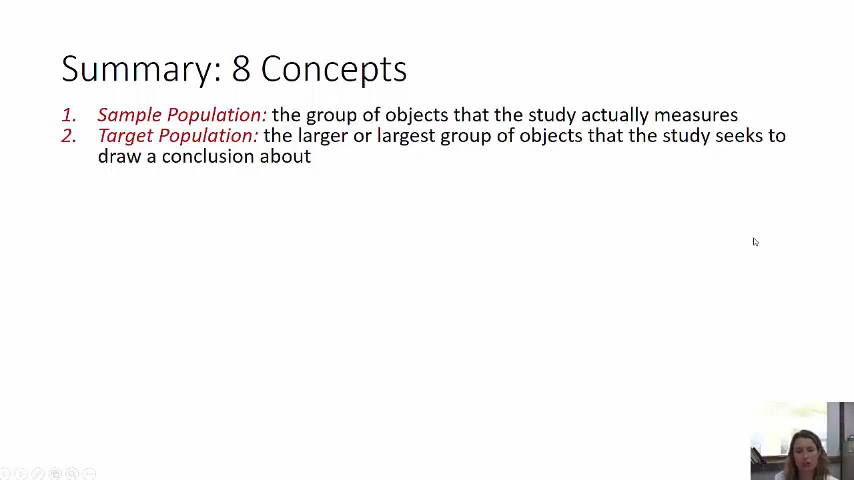 Summary: 8 Concepts
1. Sample Population: the group of objects that the study actually measures
2. Target Population: the larger or largest group of objects that the study seeks to
draw a conclusion about